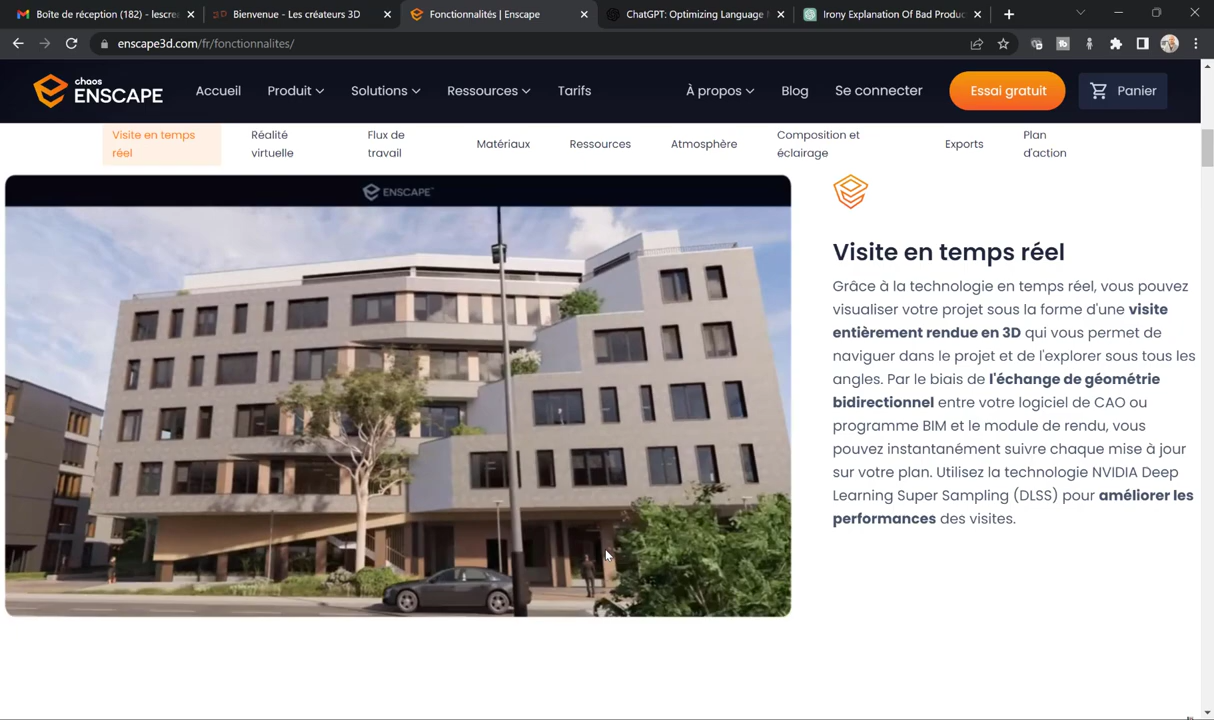 Boîte de réception (182) - lescre
Bienvenue - Les créateurs 3D
Fonctionnalités | Enscape
ChatGPT: Optimizing Language
Irony Explanation Of Bad Produc
enscape3d.com/fr/fonctionnalites/
chaos
ENSCAPE
Accueil
Produit
Solutions
Ressources
Tarifs
À propos
Blog
Se connecter
Essai gratuit
Panier
Visite en temps
réel
Réalité
virtuelle
Flux de
travail
Matériaux
Ressources
Atmosphère
Composition et
éclairage
Exports
Plan
d'action
ENSCAPE™
Visite en temps réel
Grâce à la technologie en temps réel, vous pouvez
visualiser votre projet sous la forme d'une visite
entièrement rendue en 3D qui vous permet de
naviguer dans le projet et de l'explorer sous tous les
angles. Par le biais de l'échange de géométrie
bidirectionnel entre votre logiciel de CAO ou
programme BIM et le module de rendu, vous
pouvez instantanément suivre chaque mise à jour
sur votre plan. Utilisez la technologie NVIDIA Deep
Learning Super Sampling (DLSS) pour améliorer les
performances des visites.